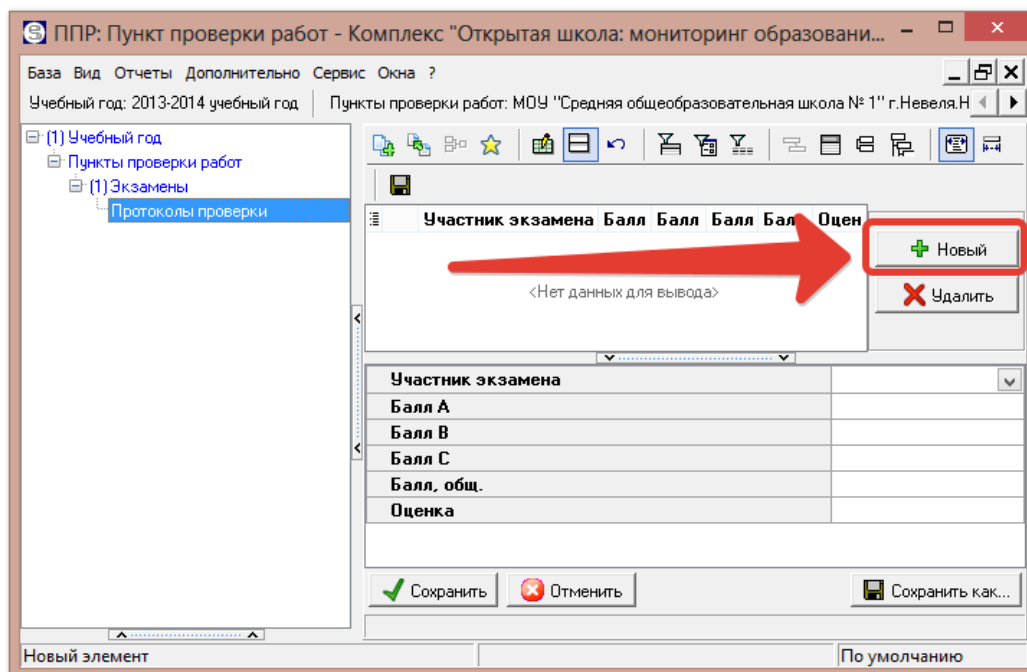 ППР: Пункт проверки работ - Комплекс "Открытая школа: мониторинг образовани...
База Вид Отчеты Дополнительно Сервис Окна ?
Учебный год: 2013-2014 учебный год Пункты проверки работ: МОУ "Средняя общеобразовательная школа № 1" г.Невеля.Н
(1) Учебный год
Пункты проверки работ
(1) Экзамены
Протоколы проверки
Участник экзамена Балл Балл Балл Бал Оцен
<Нет данных для вывода>
Новый
Удалить
Участник экзамена
Балл A
Балл B
Балл C
Балл, общ.
Оценка
Сохранить Отменить Сохранить как...
Новый элемент По умолчанию